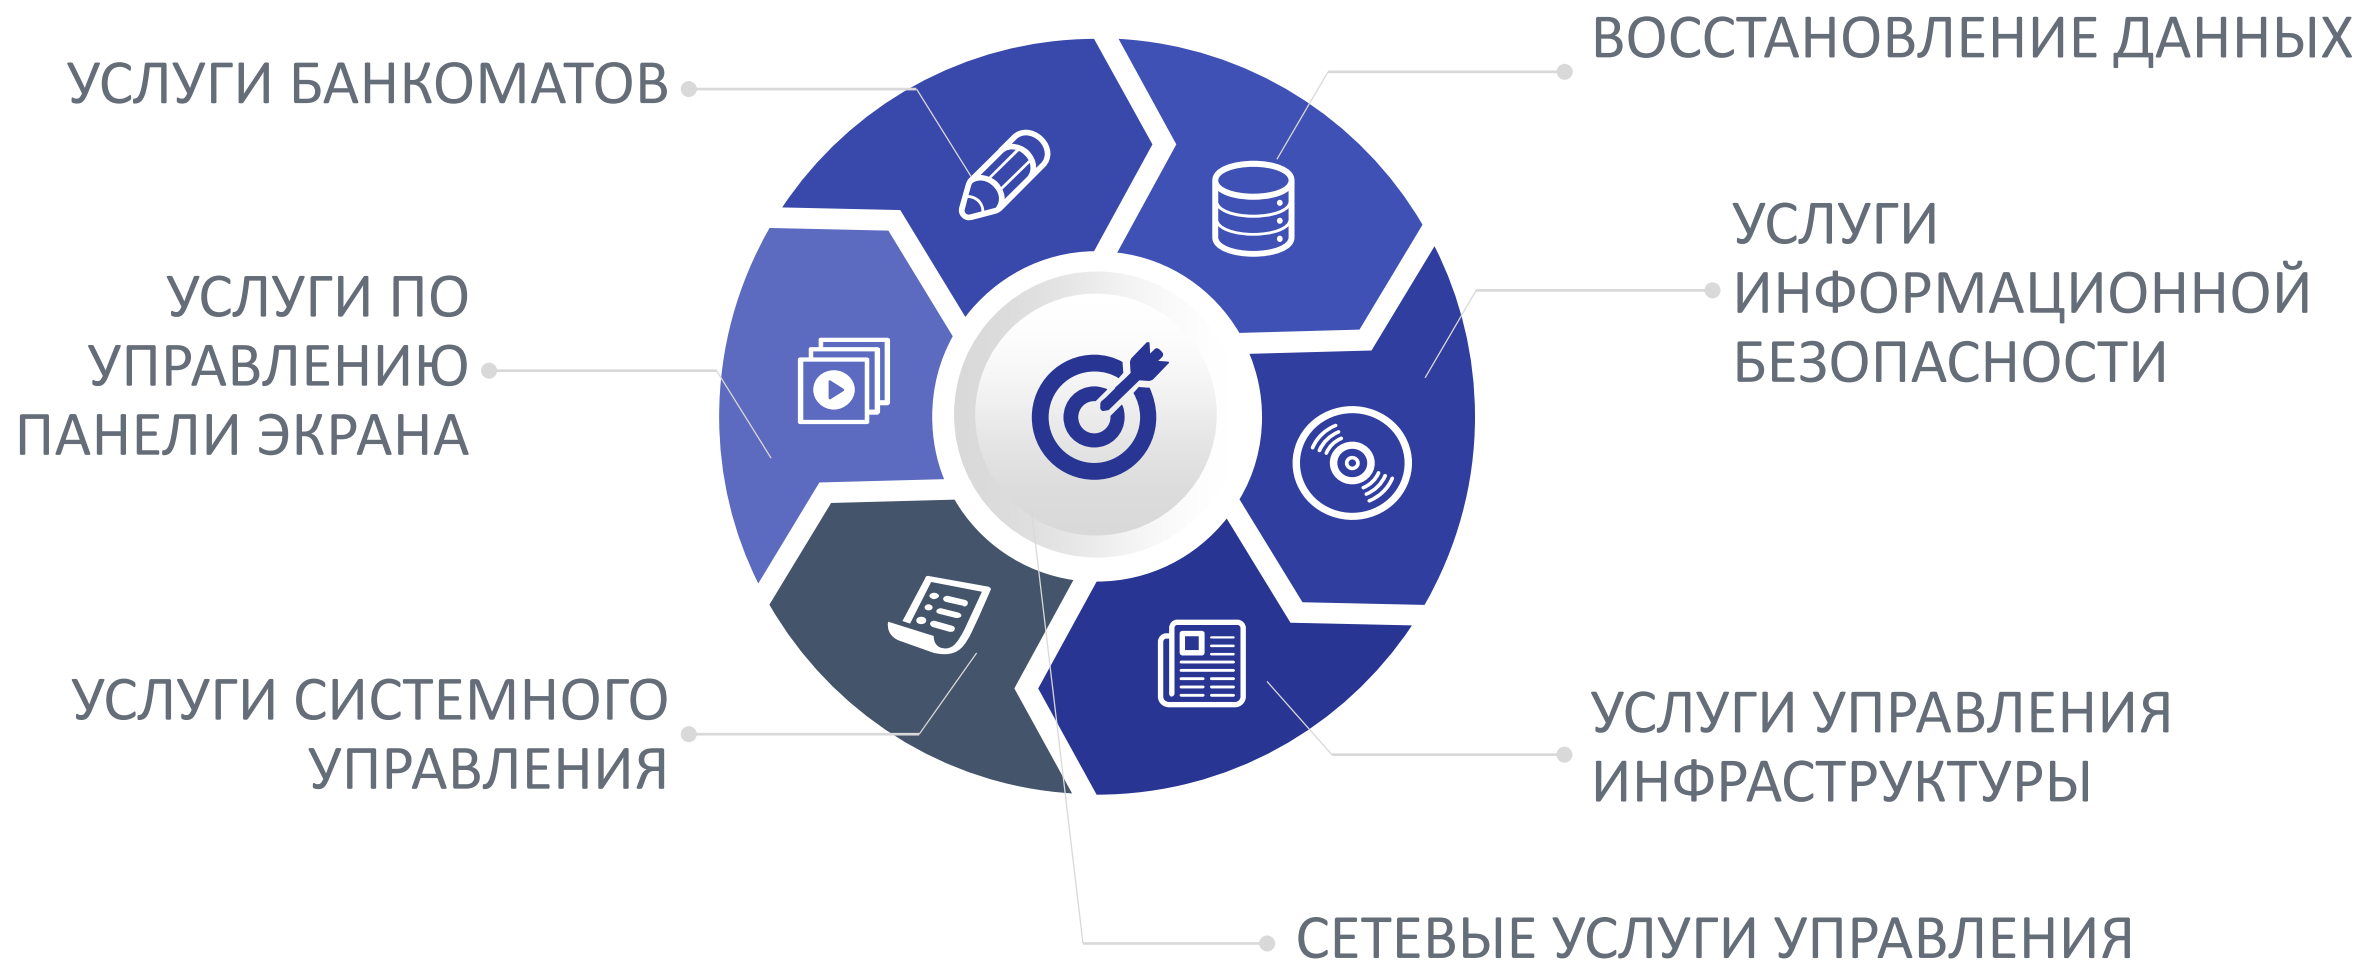 УСЛУГИ БАНКОМАТОВ
ВОССТАНОВЛЕНИЕ ДАННЫХ
УСЛУГИ
ИНФОРМАЦИОННОЙ
БЕЗОПАСНОСТИ
УСЛУГИ ПО
УПРАВЛЕНИЮ
ПАНЕЛИ ЭКРАНА
УСЛУГИ СИСТЕМНОГО
УПРАВЛЕНИЯ
УСЛУГИ УПРАВЛЕНИЯ
ИНФРАСТРУКТУРЫ
СЕТЕВЫЕ УСЛУГИ УПРАВЛЕНИЯ